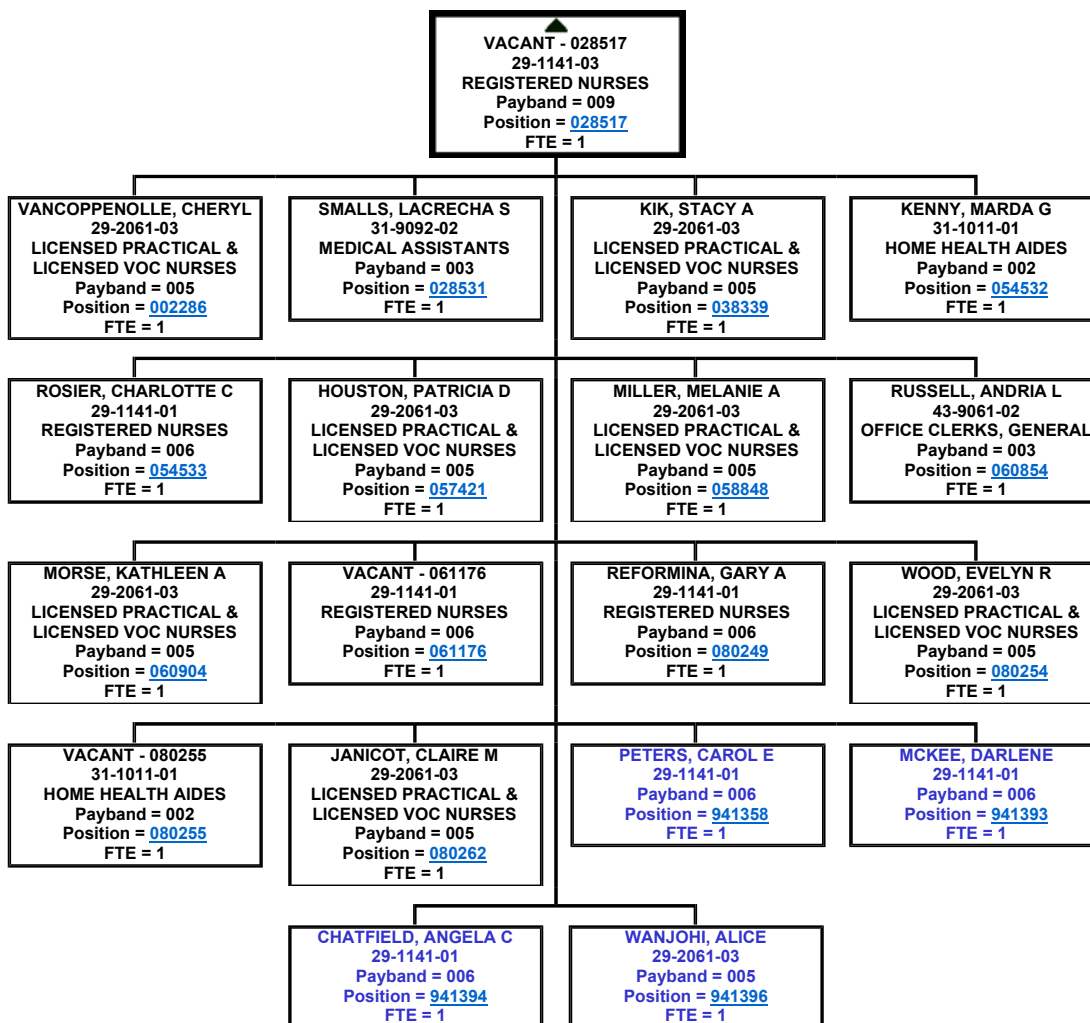 VACANT - 028517
29-1141-03
REGISTERED NURSES
Payband = 009
Position = 028517
FTE = 1
VANCOPPENOLLE, CHERYL
29-2061-03
LICENSED PRACTICAL &
LICENSED VOC NURSES
Payband = 005
Position = 002286
FTE = 1
SMALLS, LACRECHA S
31-9092-02
MEDICAL ASSISTANTS
Payband = 003
Position = 028531
FTE = 1
KIK, STACY A
29-2061-03
LICENSED PRACTICAL &
LICENSED VOC NURSES
Payband = 005
Position = 038339
FTE = 1
KENNY, MARDA G
31-1011-01
HOME HEALTH AIDES
Payband = 002
Position = 054532
FTE = 1
ROSIER, CHARLOTTE C
29-1141-01
REGISTERED NURSES
Payband = 006
Position = 054533
FTE = 1
HOUSTON, PATRICIA D
29-2061-03
LICENSED PRACTICAL &
LICENSED VOC NURSES
Payband = 005
Position = 057421
FTE = 1
MILLER, MELANIE A
29-2061-03
LICENSED PRACTICAL &
LICENSED VOC NURSES
Payband = 005
Position = 058848
FTE = 1
RUSSELL, ANDRIA L
43-9061-02
OFFICE CLERKS, GENERAL
Payband = 003
Position = 060854
FTE = 1
MORSE, KATHLEEN A
29-2061-03
LICENSED PRACTICAL &
LICENSED VOC NURSES
Payband = 005
Position = 060904
FTE = 1
VACANT - 061176
29-1141-01
REGISTERED NURSES
Payband = 006
Position = 061176
FTE = 1
REFORMINA, GARY A
29-1141-01
REGISTERED NURSES
Payband = 006
Position = 080249
FTE = 1
WOOD, EVELYN R
29-2061-03
LICENSED PRACTICAL &
LICENSED VOC NURSES
Payband = 005
Position = 080254
FTE = 1
VACANT - 080255
31-1011-01
HOME HEALTH AIDES
Payband = 002
Position = 080255
FTE = 1
JANICOT, CLAIRE M
29-2061-03
LICENSED PRACTICAL &
LICENSED VOC NURSES
Payband = 005
Position = 080262
FTE = 1
PETERS, CAROL E
29-1141-01
Payband = 006
Position = 941358
FTE = 1
MCKEE, DARLENE
29-1141-01
Payband = 006
Position = 941393
FTE = 1
CHATFIELD, ANGELA C
29-1141-01
Payband = 006
Position = 941394
FTE = 1
WANJOHI, ALICE
29-2061-03
Payband = 005
Position = 941396
FTE = 1